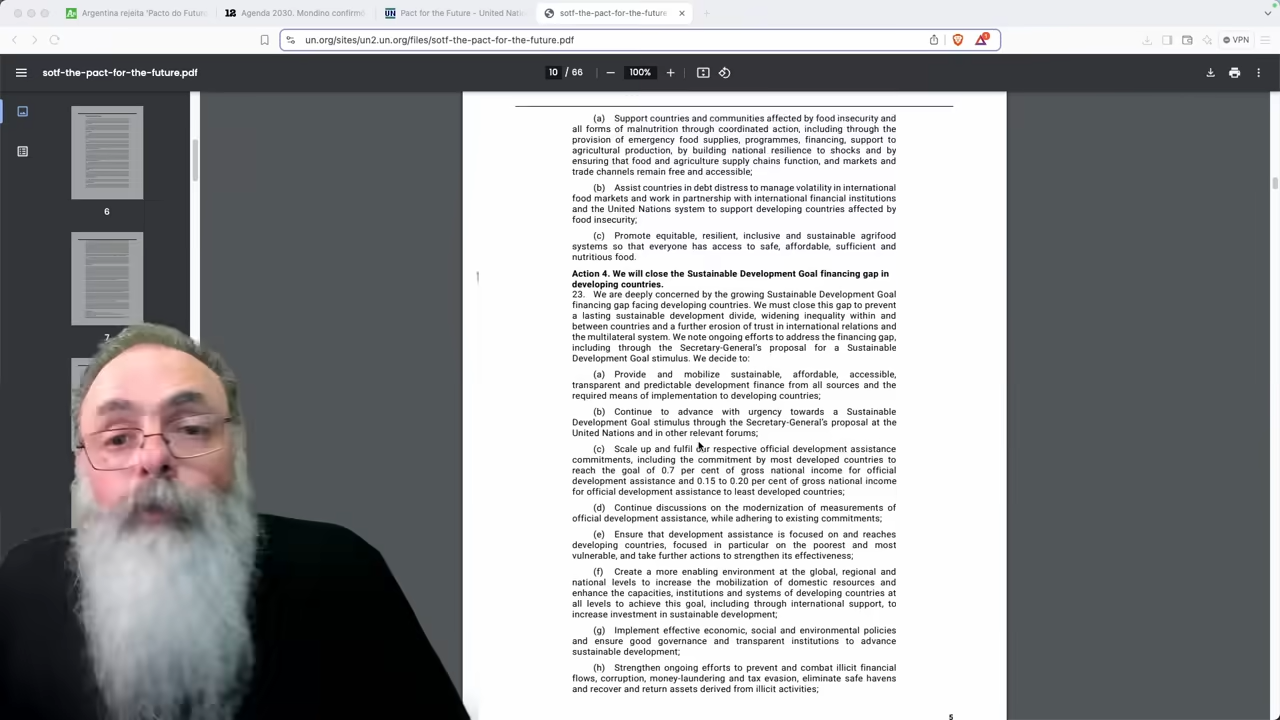 Argentina rejeita 'Pacto do Futur
Agenda 2030. Mondino confirmó
Pact for the Future - United Nati
sotf-the-pact-for-the-future.pdf
un.org/sites/un2.un.org/files/sotf-the-pact-for-the-future.pdf
VPN
sotf-the-pact-for-the-future.pdf
10 / 66
100%
6
7
(a) Support countries and communities affected by food insecurity and
all forms of malnutrition through coordinated action, including through the
provision of emergency food supplies, programmes, financing, support to
agricultural production, by building national resilience to shocks and by
ensuring that food and agriculture supply chains function, and markets and
trade channels remain free and accessible;
(b) Assist countries in debt distress to manage volatility in international
food markets and work in partnership with international financial institutions
and the United Nations system to support developing countries affected by
food insecurity;
(c) Promote equitable, resilient, inclusive and sustainable agrifood
systems so that everyone has access to safe, affordable, sufficient and
nutritious food.
Action 4. We will close the Sustainable Development Goal financing gap in
developing countries.
23. We are deeply concerned by the growing Sustainable Development Goal
financing gap facing developing countries. We must close this gap to prevent
a lasting sustainable development divide, widening inequality within and
between countries and a further erosion of trust in international relations and
the multilateral system. We note ongoing efforts to address the financing gap,
including through the Secretary-General's proposal for a Sustainable
Development Goal stimulus. We decide to:
(a) Provide and mobilize sustainable, affordable, accessible,
transparent and predictable development finance from all sources and the
required means of implementation to developing countries;
(b) Continue to advance with urgency towards a Sustainable
Development Goal stimulus through the Secretary-General's proposal at the
United Nations and in other relevant forums;
(c) Scale up and fulfil our respective official development assistance
commitments, including the commitment by most developed countries to
reach the goal of 0.7 per cent of gross national income for official
development assistance and 0.15 to 0.20 per cent of gross national income
for official development assistance to least developed countries;
(d) Continue discussions on the modernization of measurements of
official development assistance, while adhering to existing commitments;
(e) Ensure that development assistance is focused on and reaches
developing countries, focused in particular on the poorest and most
vulnerable, and take further actions to strengthen its effectiveness;
(f) Create a more enabling environment at the global, regional and
national levels to increase the mobilization of domestic resources and
enhance the capacities, institutions and systems of developing countries at
all levels to achieve this goal, including through international support, to
increase investment in sustainable development;
(g) Implement effective economic, social and environmental policies
and ensure good governance and transparent institutions to advance
sustainable development;
(h) Strengthen ongoing efforts to prevent and combat illicit financial
flows, corruption, money-laundering and tax evasion, eliminate safe havens
and recover and return assets derived from illicit activities;
5